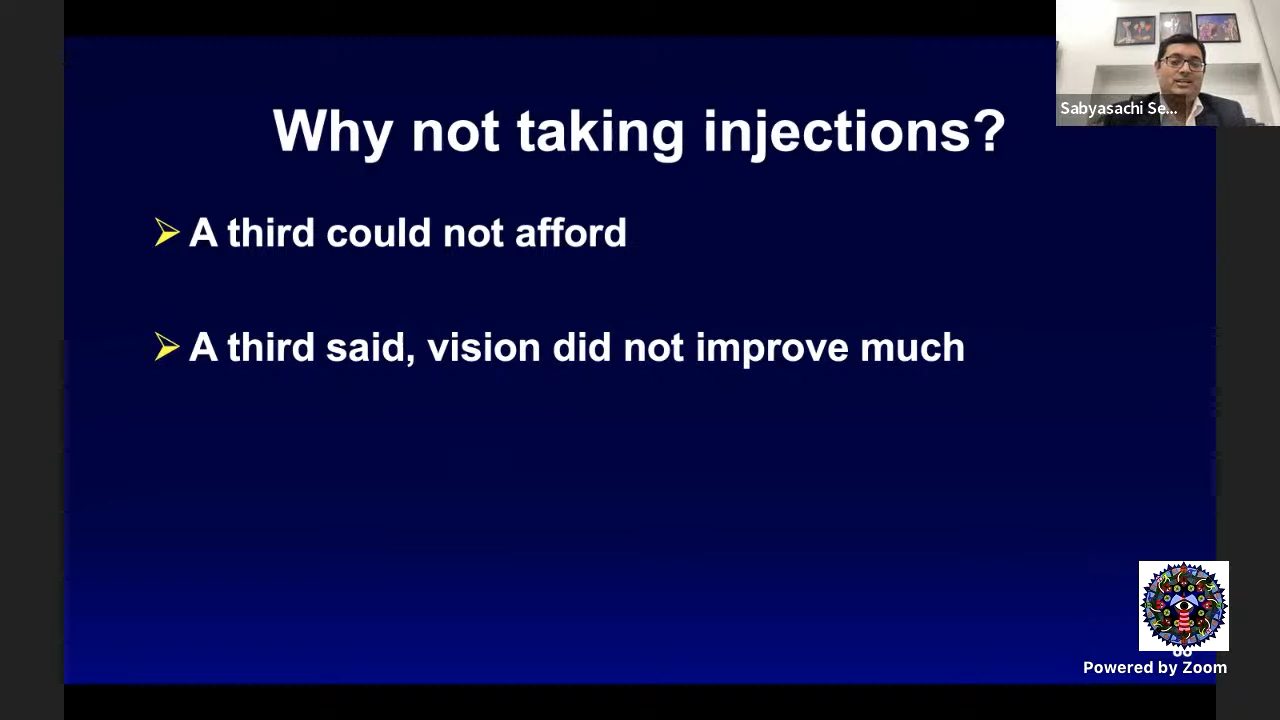 Sabyasachi Se...
Why not taking injections?
A third could not afford
A third said, vision did not improve much
Powered by Zoom